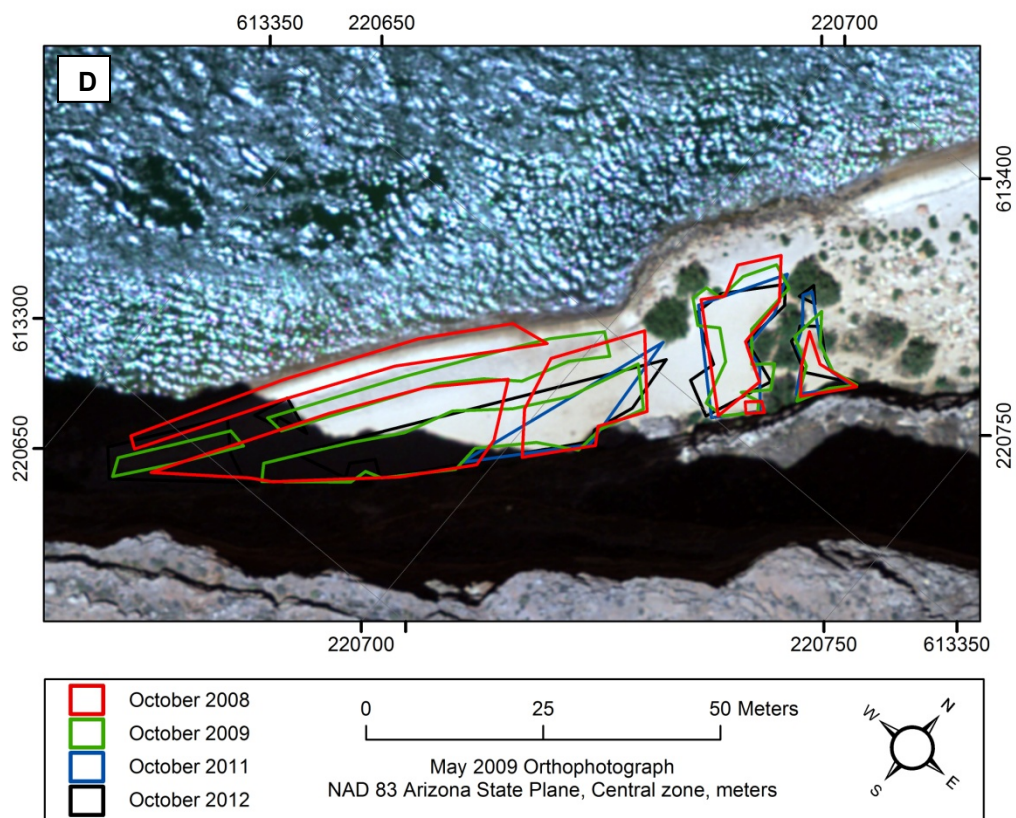 613350 220650 220700
D
613400
613300
220650
220750
220700 220750 613350
October 2008
October 2009
October 2011
October 2012
0 25 50 Meters
May 2009 Orthophotograph
NAD 83 Arizona State Plane, Central zone, meters
W N
S E